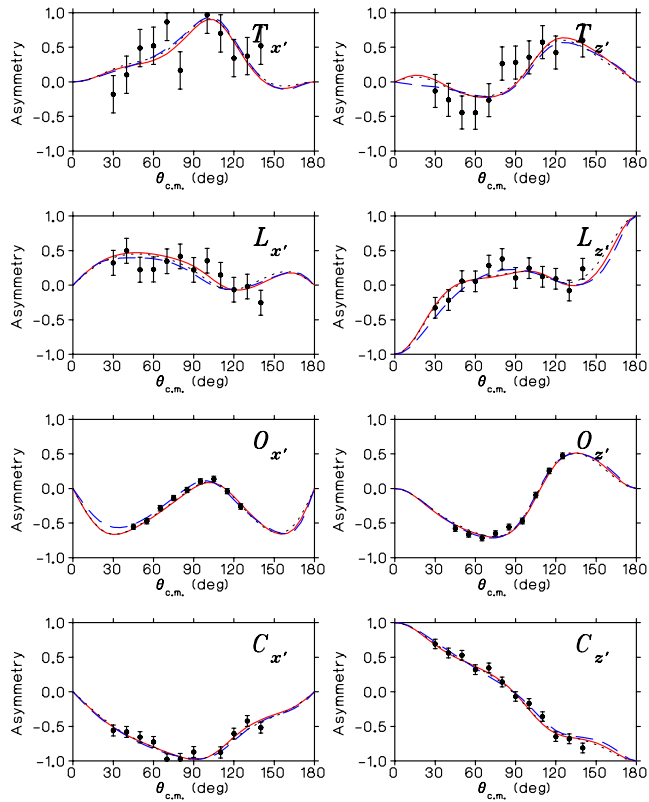 1.0 0.5 0.0 −0.5 −1.0 Asymmetry T x′ 0 30 60 90 120 150 180 θ c.m. (deg)
1.0 0.5 0.0 −0.5 −1.0 Asymmetry T z′ 0 30 60 90 120 150 180 θ c.m. (deg)
1.0 0.5 0.0 −0.5 −1.0 Asymmetry L x′ 0 30 60 90 120 150 180 θ c.m. (deg)
1.0 0.5 0.0 −0.5 −1.0 Asymmetry L z′ 0 30 60 90 120 150 180 θ c.m. (deg)
1.0 0.5 0.0 −0.5 −1.0 Asymmetry O x′ 0 30 60 90 120 150 180 θ c.m. (deg)
1.0 0.5 0.0 −0.5 −1.0 Asymmetry O z′ 0 30 60 90 120 150 180 θ c.m. (deg)
1.0 0.5 0.0 −0.5 −1.0 Asymmetry C x′ 0 30 60 90 120 150 180 θ c.m. (deg)
1.0 0.5 0.0 −0.5 −1.0 Asymmetry C z′ 0 30 60 90 120 150 180 θ c.m. (deg)